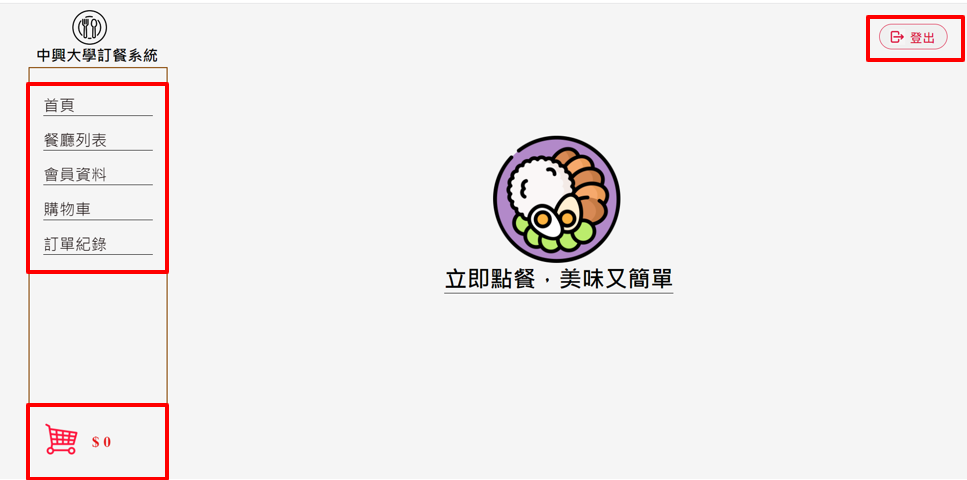 中興大學訂餐系統
登出
首頁
餐廳列表
會員資料
購物車
訂單紀錄
立即點餐，美味又簡單
$ 0